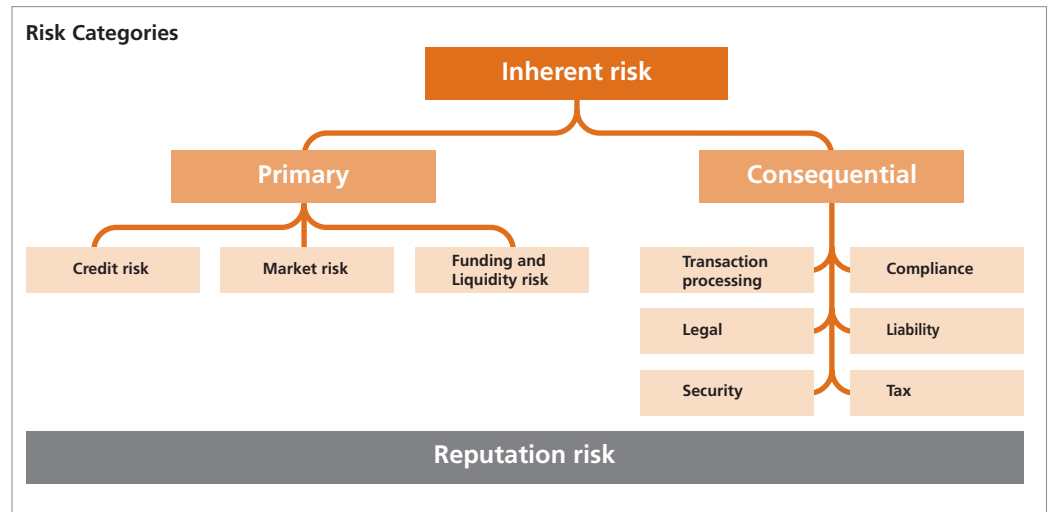 Risk Categories
Inherent risk
Primary
Consequential
Credit risk
Market risk
Funding and
Liquidity risk
Transaction
processing
Compliance
Legal
Liability
Security
Tax
Reputation risk